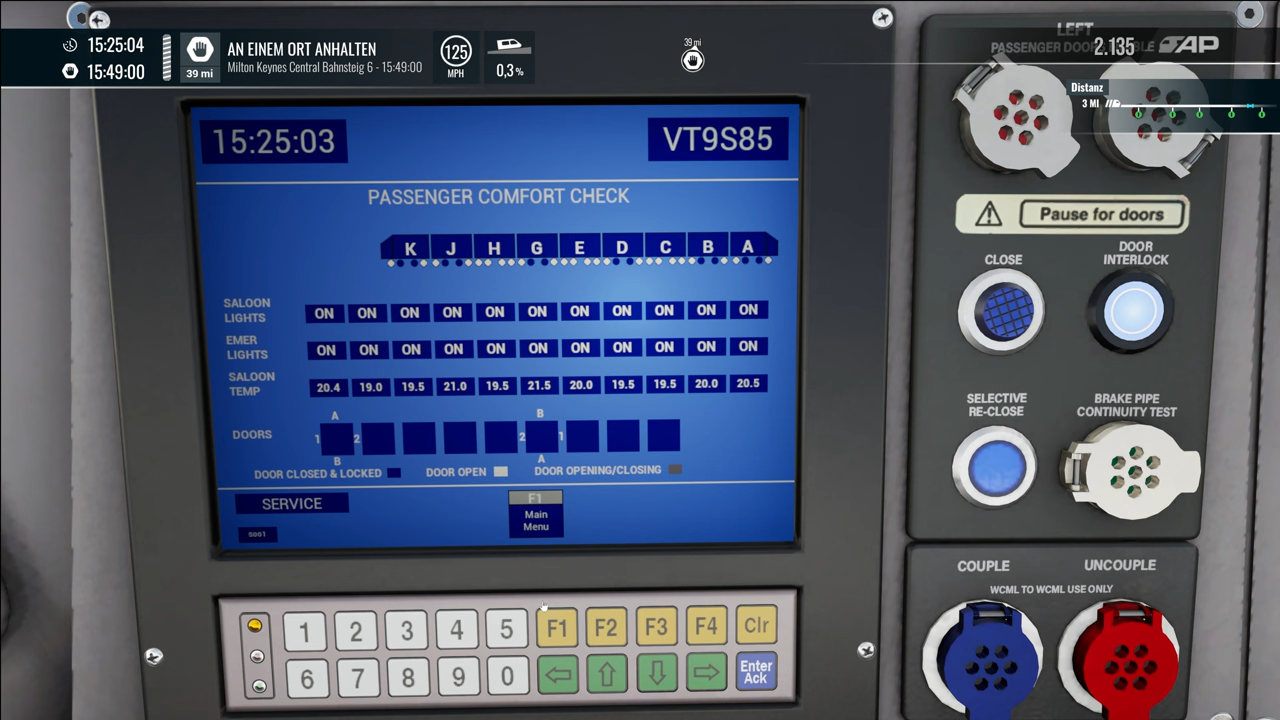 15:25:04
15:49:00
39 mi
AN EINEM ORT ANHALTEN
Milton Keynes Central Bahnsteig 6 - 15:49:00
125
MPH
0,3 %
39 mi
2.135
AP
Distanz
3 MI
15:25:03
VT9S85
PASSENGER COMFORT CHECK
K J H G E D C B A
SALOON
LIGHTS
ON ON ON ON ON ON ON ON ON ON ON
EMER
LIGHTS
ON ON ON ON ON ON ON ON ON ON ON
SALOON
TEMP
20.4 19.0 19.5 21.0 19.5 21.5 20.0 19.5 19.5 20.0 20.5
A B
DOORS 1 2 2 1
B A
DOOR CLOSED & LOCKED DOOR OPEN DOOR OPENING/CLOSING
SERVICE
S001
F1
Main
Menu
1 2 3 4 5 F1 F2 F3 F4 Clr
6 7 8 9 0 Enter
Ack
LEFT
PASSENGER DOOR
Pause for doors
CLOSE
DOOR
INTERLOCK
SELECTIVE
RE-CLOSE
BRAKE PIPE
CONTINUITY TEST
COUPLE
UNCOUPLE
WCML TO WCML USE ONLY